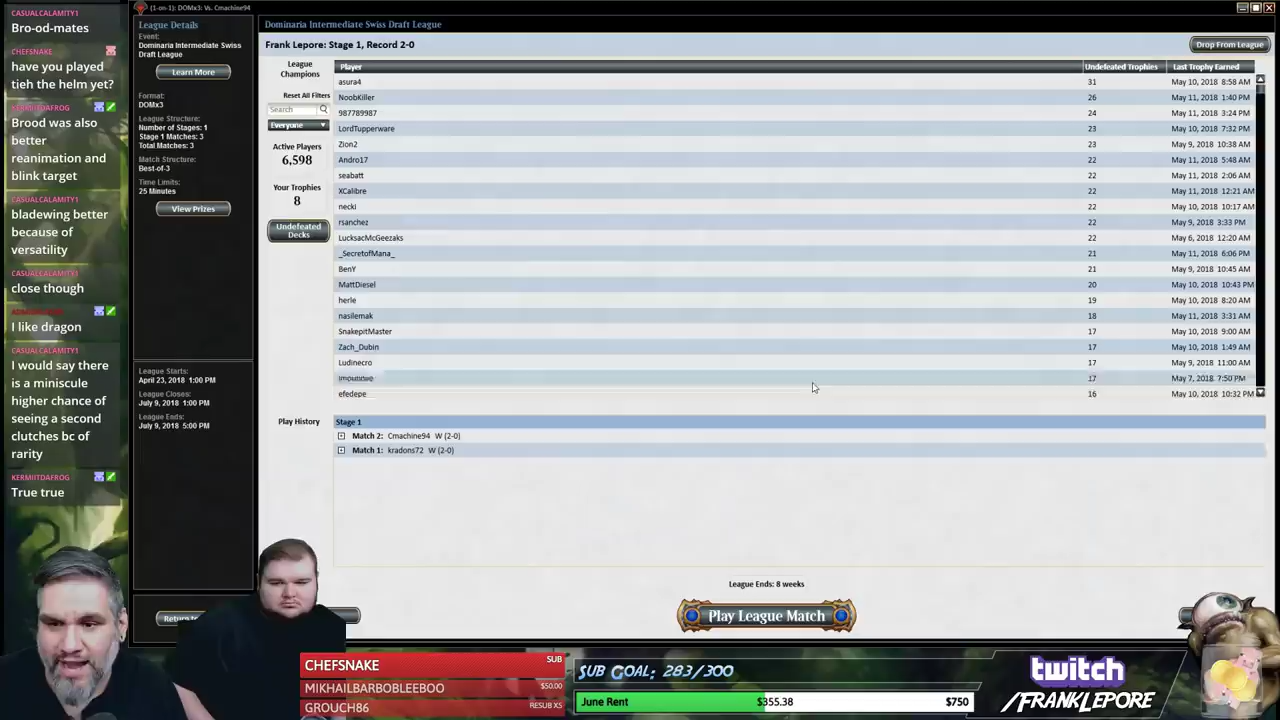 CASUALCALAMITY1
Bro-od-mates
CHEFSNAKE
have you played
tieh the helm yet?
KERMIITDAFROG
Brood was also
better
reanimation and
blink target
CASUALCALAMITY1
bladewing better
because of
versatility
CASUALCALAMITY1
close though
I like dragon
CASUALCALAMITY1
I would say there
is a miniscule
higher chance of
seeing a second
clutches bc of
rarity
KERMIITDAFROG
True true
(1-on-1): DOMx3: Vs. Cmachine94
League Details
Event:
Dominaria Intermediate Swiss
Draft League
Learn More
Format:
DOMx3
League Structure:
Number of Stages: 1
Stage 1 Matches: 3
Total Matches: 3
Match Structure:
Best-of-3
Time Limits:
25 Minutes
View Prizes
League Starts:
April 23, 2018 1:00 PM
League Closes:
July 9, 2018 1:00 PM
League Ends:
July 9, 2018 5:00 PM
Dominaria Intermediate Swiss Draft League
Frank Lepore: Stage 1, Record 2-0
Drop From League
League
Champions
Reset All Filters
Search
Everyone
Active Players
6,598
Your Trophies
8
Undefeated
Decks
Player Undefeated Trophies Last Trophy Earned
asura4 31 May 10, 2018 8:58 AM
NoobKiller 26 May 11, 2018 1:40 PM
987789987 24 May 11, 2018 3:24 PM
LordTupperware 23 May 10, 2018 7:32 PM
Zion2 23 May 9, 2018 10:38 AM
Andro17 22 May 11, 2018 5:48 AM
seabatt 22 May 11, 2018 2:06 AM
XCalibre 22 May 11, 2018 12:21 AM
necki 22 May 10, 2018 10:17 AM
rsanchez 22 May 9, 2018 3:33 PM
LucksacMcGeezaks 22 May 6, 2018 12:20 AM
_SecretofMana_ 21 May 11, 2018 6:06 PM
BenY 21 May 9, 2018 10:45 AM
MattDiesel 20 May 10, 2018 10:43 PM
herle 19 May 10, 2018 8:20 AM
nasilemak 18 May 11, 2018 3:31 AM
SnakepitMaster 17 May 10, 2018 9:00 AM
Zach_Dubin 17 May 10, 2018 1:49 AM
Ludinecro 17 May 9, 2018 11:00 AM
17 May 7, 2018 7:50 PM
efedepe 16 May 10, 2018 10:32 PM
Play History
Stage 1
Match 2: Cmachine94 W (2-0)
Match 1: kradons72 W (2-0)
League Ends: 8 weeks
Play League Match
Return to
CHEFSNAKE SUB
MIKHAILBARBOBLEEBOO $50.00
GROUCH86 RESUB X5
SUB GOAL: 283/300
June Rent $355.38 $750
twitch
/FRANKLEPORE